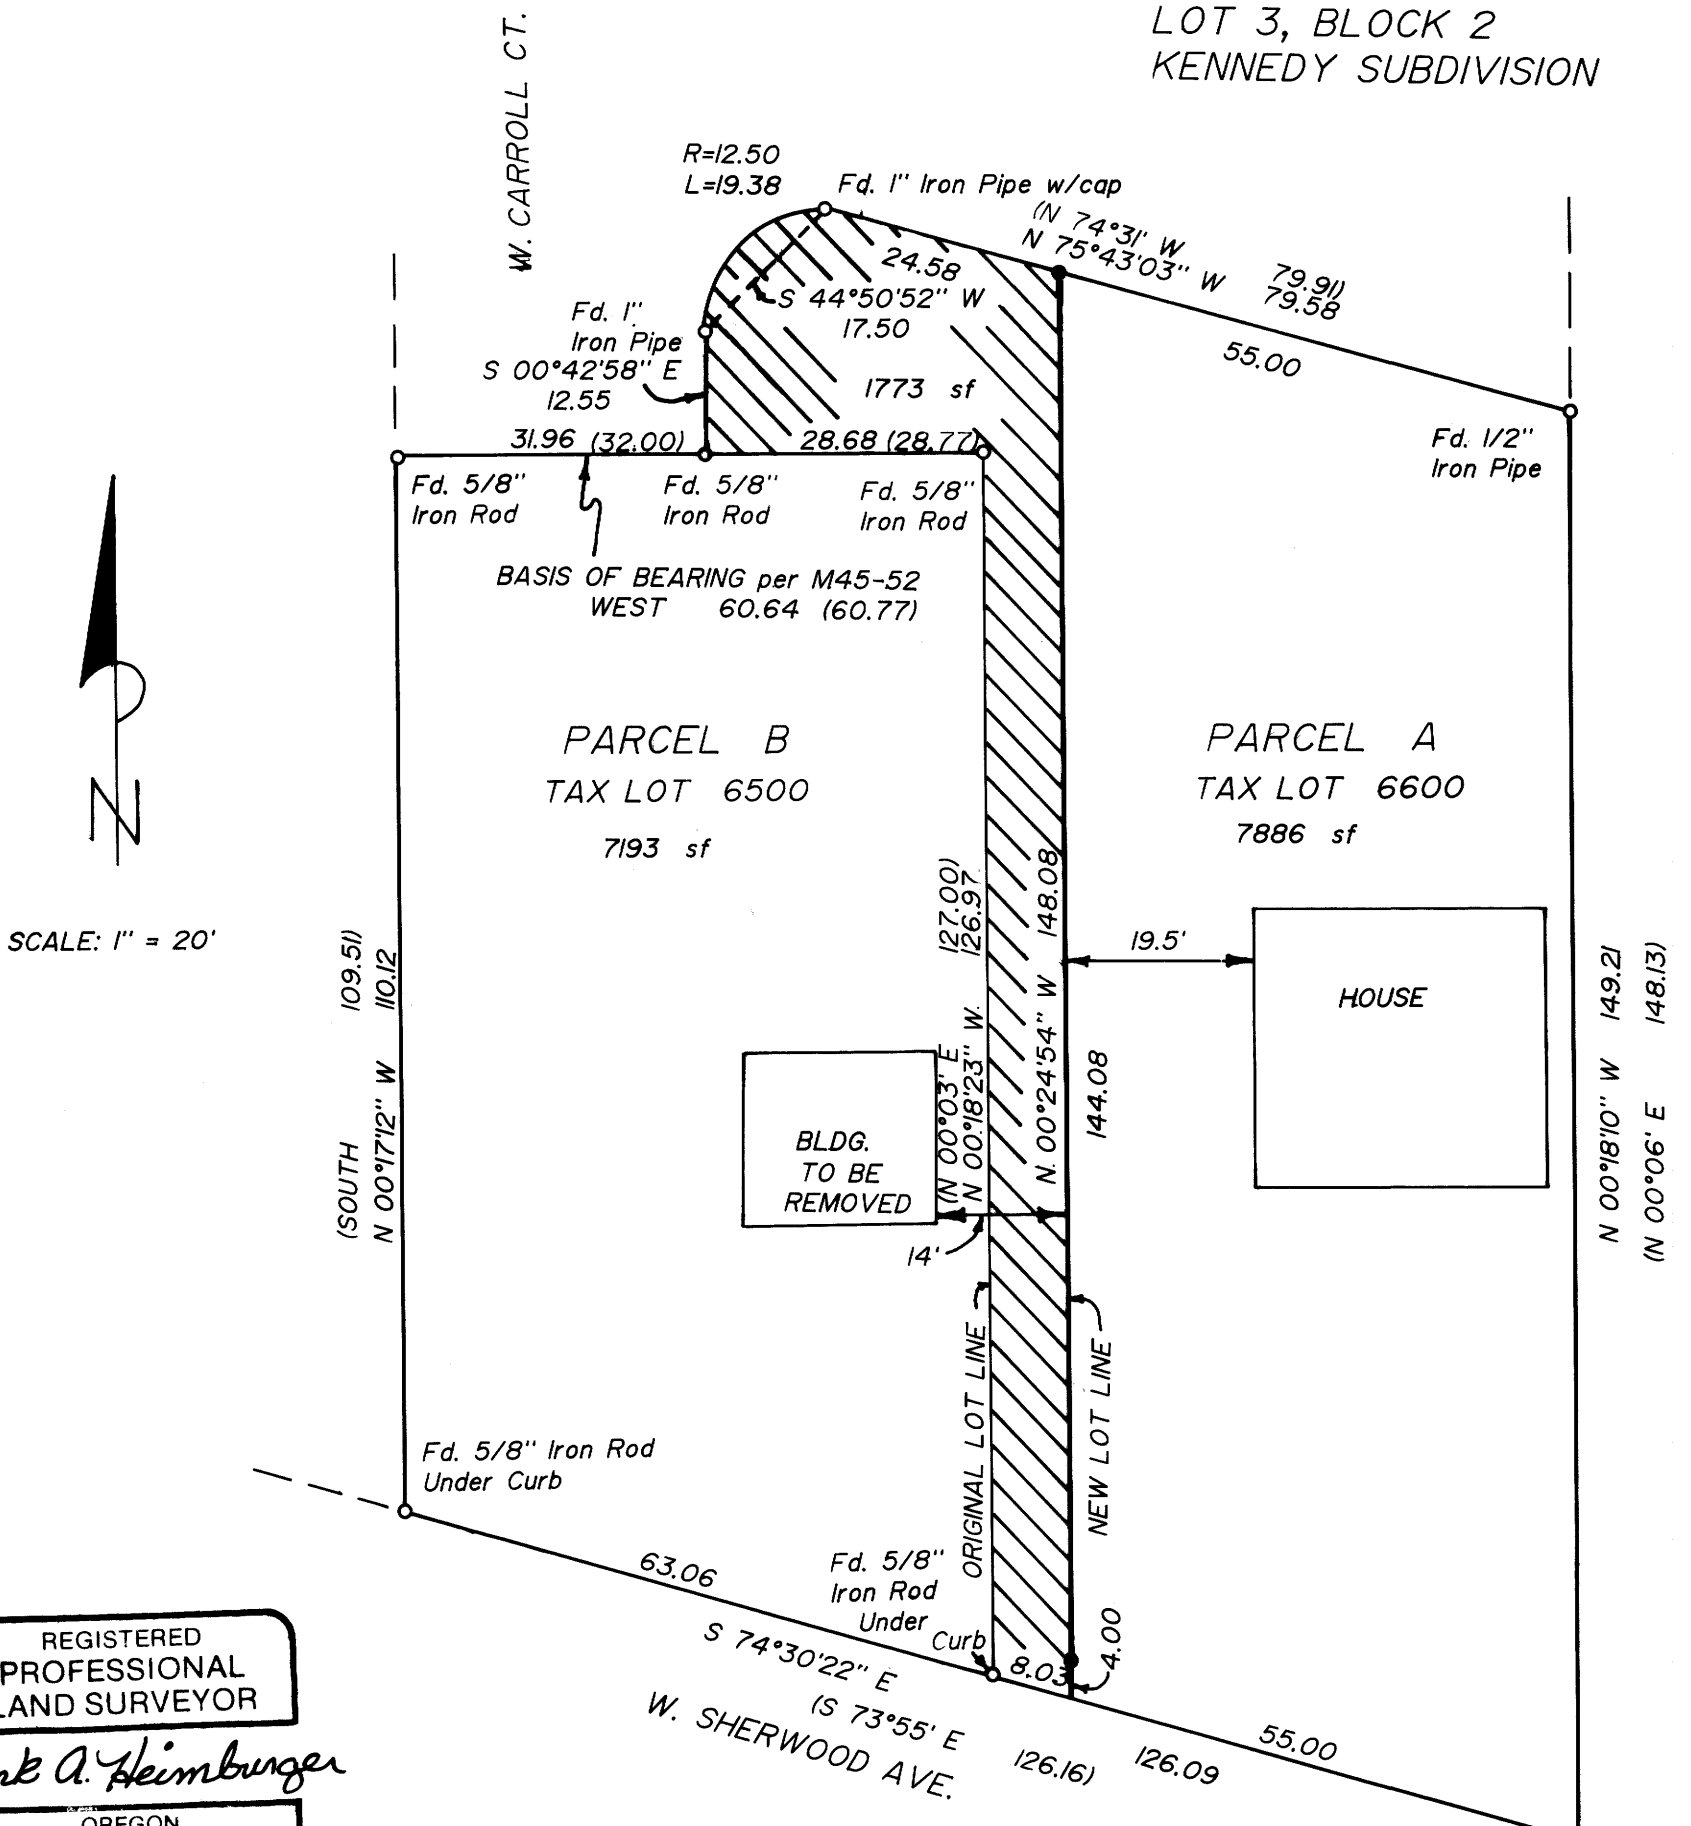 LOT 3, BLOCK 2
KENNEDY SUBDIVISION
W. CARROLL CT.
R=12.50
L=19.38
Fd. 1" Iron Pipe w/cap
(N 74°31' W 79.91)
N 75°43'03" W 79.58
24.58
55.00
S 44°50'52" W
17.50
Fd. 1"
Iron Pipe
S 00°42'58" E
12.55
1773 sf
31.96 (32.00)
28.68 (28.77)
Fd. 1/2"
Iron Pipe
Fd. 5/8"
Iron Rod
Fd. 5/8"
Iron Rod
Fd. 5/8"
Iron Rod
BASIS OF BEARING per M45-52
WEST 60.64 (60.77)
N
SCALE: 1" = 20'
PARCEL B
TAX LOT 6500
7193 sf
PARCEL A
TAX LOT 6600
7886 sf
(SOUTH 109.51)
N 00°17'12" W 110.12
(N 00°03' E 127.00)
N 00°18'23" W 126.97
N 00°24'54" W 148.08
144.08
19.5'
HOUSE
N 00°18'10" W 149.21
(N 00°06' E 148.13)
BLDG.
TO BE
REMOVED
14'
ORIGINAL LOT LINE
NEW LOT LINE
Fd. 5/8" Iron Rod
Under Curb
63.06
Fd. 5/8"
Iron Rod
Under
Curb
8.03
4.00
S 74°30'22" E 126.09
(S 73°55' E 126.16)
55.00
W. SHERWOOD AVE.
REGISTERED
PROFESSIONAL
LAND SURVEYOR
A. Heimburger
OREGON